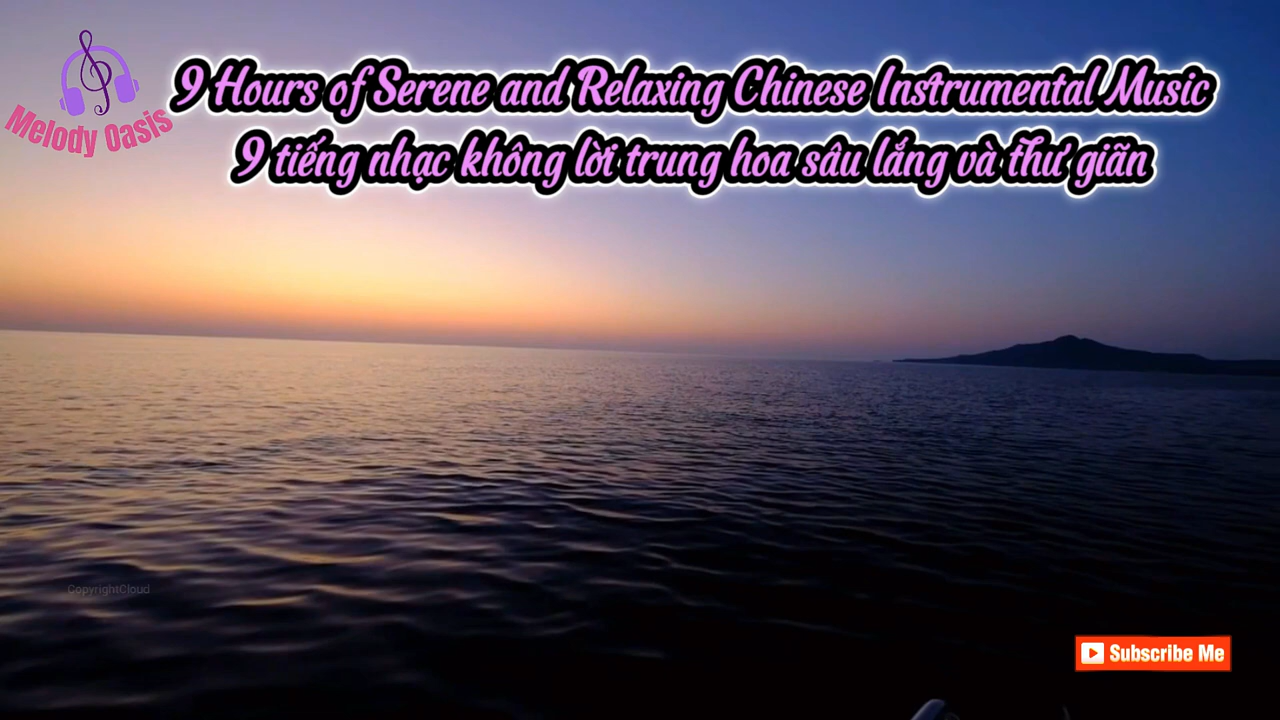 Melody Oasis
9 Hours of Serene and Relaxing Chinese Instrumental Music
9 tiếng nhạc không lời trung hoa sâu lắng và thư giãn
CopyrightCloud
Subscribe Me